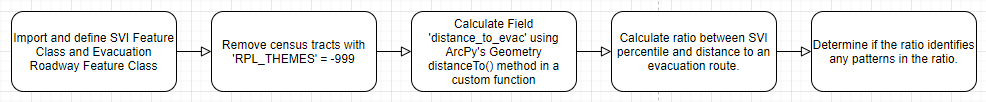 Import and define SVI Feature
Class and Evacuation
Roadway Feature Class
Remove census tracts with
'RPL_THEMES' = -999
Calculate Field
'distance_to_evac' using
ArcPy's Geometry
distanceTo() method in a
custom function
Calculate ratio between SVI
percentile and distance to an
evacuation route.
Determine if the ratio identifies
any patterns in the ratio.